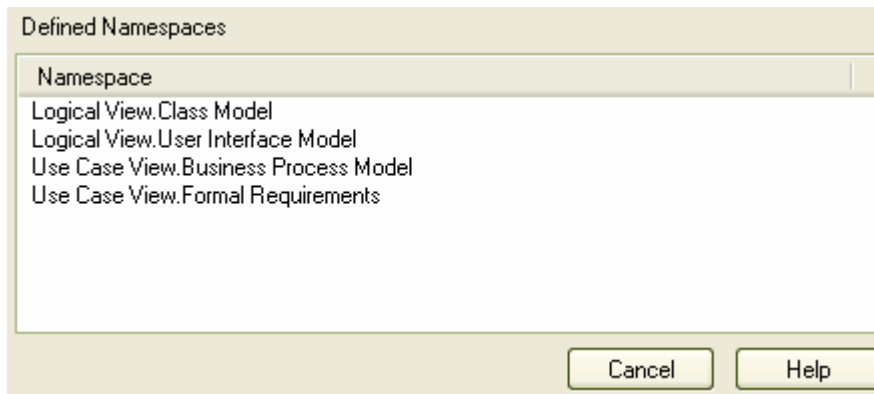 Defined Namespaces
Namespace
Logical View.Class Model
Logical View.User Interface Model
Use Case View.Business Process Model
Use Case View.Formal Requirements
Cancel Help